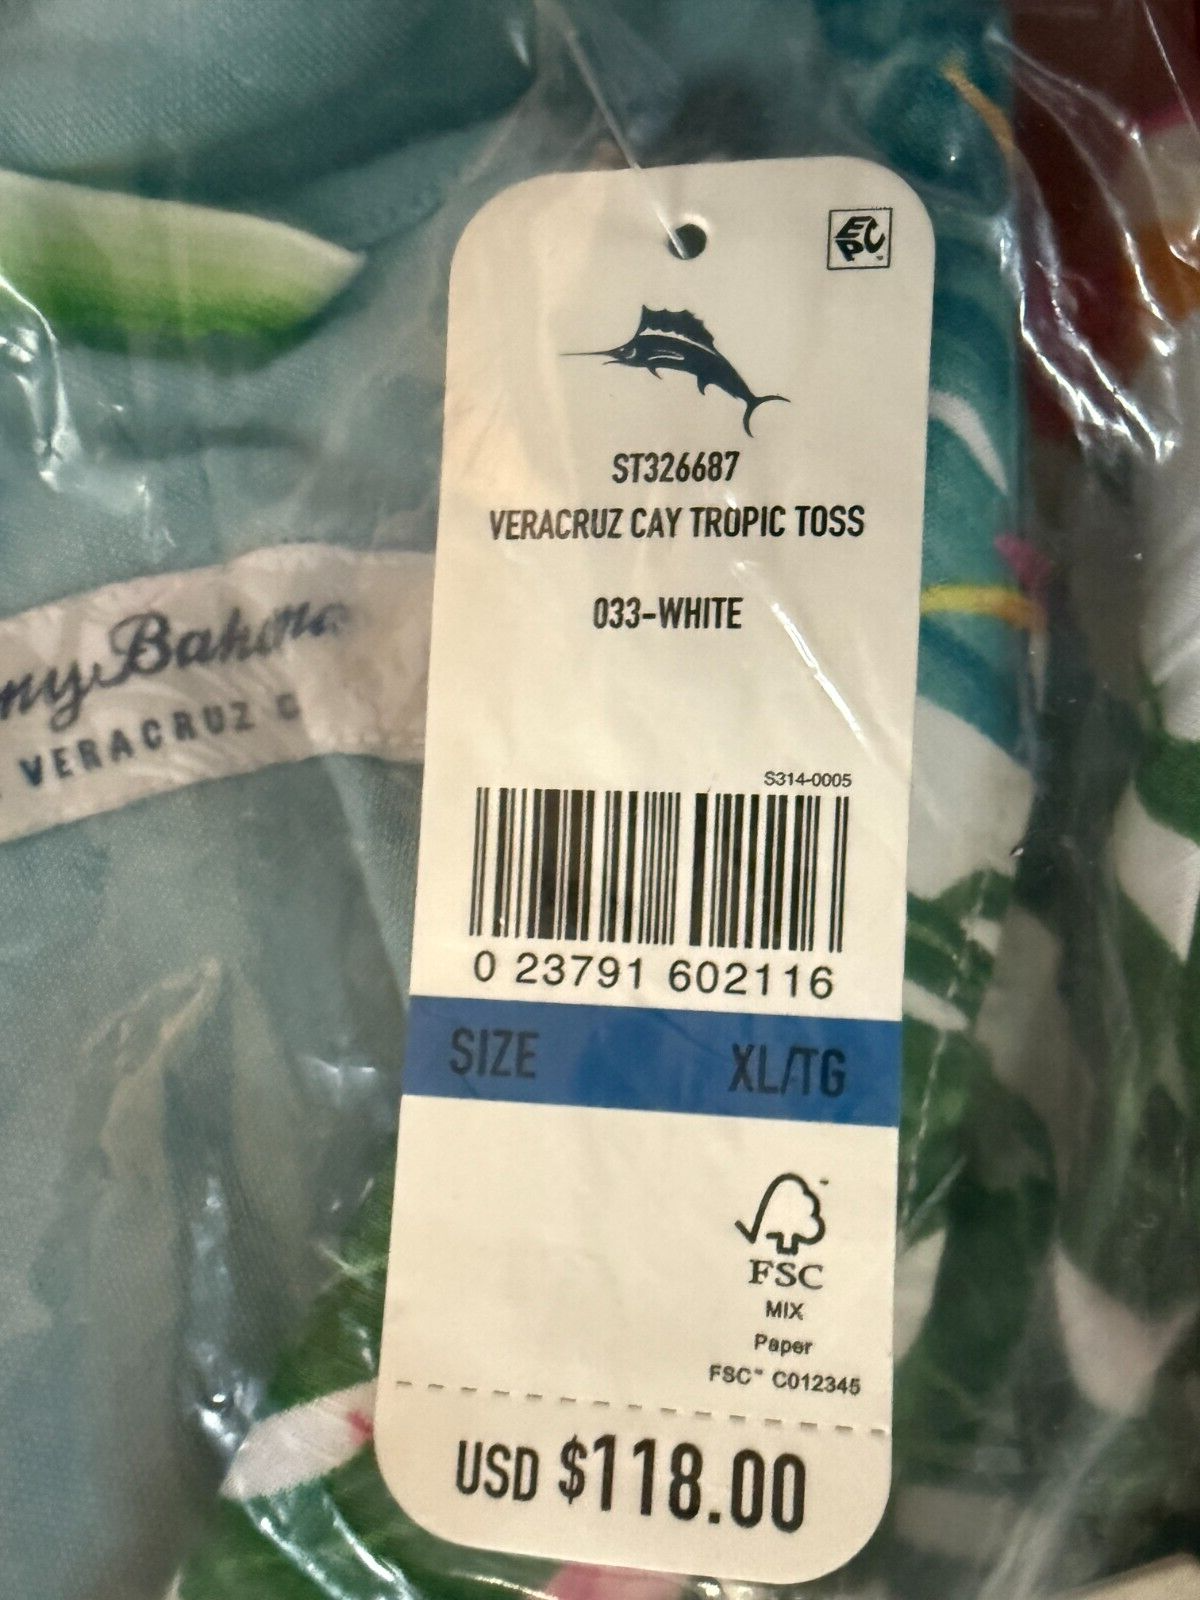 EPC
ST326687
VERACRUZ CAY TROPIC TOSS
033-WHITE
S314-0005
0 23791 602116
SIZE XL/TG
FSC
MIX
Paper
FSC™ C012345
USD $118.00
Bahama
VERACRUZ C